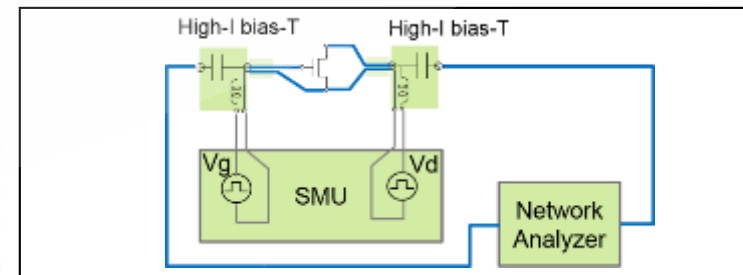 High-I bias-T
High-I bias-T
Vg
Vd
SMU
Network
Analyzer